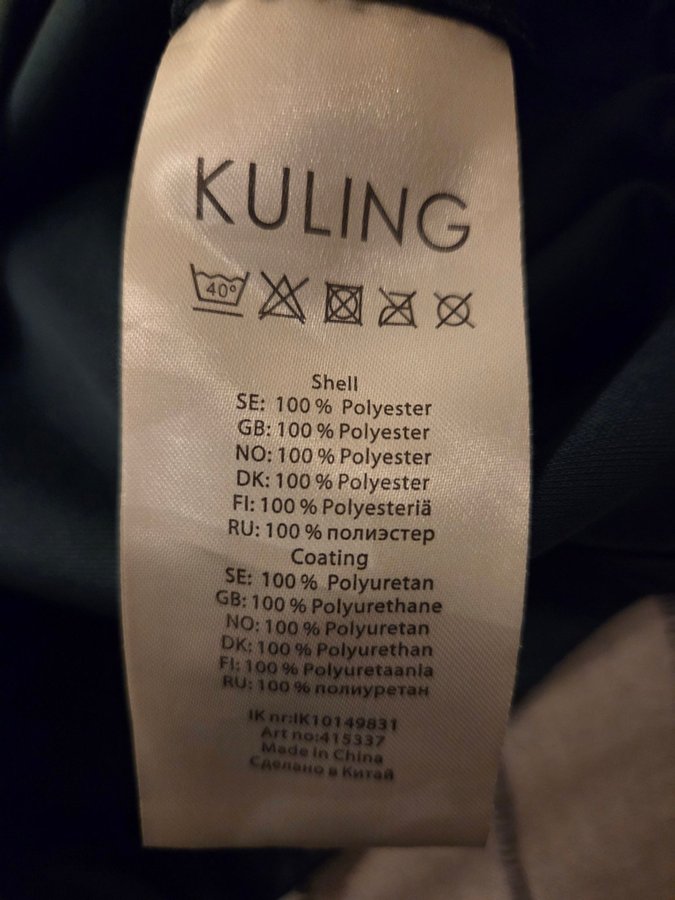 KULING
40°
Shell
SE: 100 % Polyester
GB: 100 % Polyester
NO: 100 % Polyester
DK: 100 % Polyester
FI: 100 % Polyesteriä
RU: 100 % полиэстер
Coating
SE: 100 % Polyuretan
GB: 100 % Polyurethane
NO: 100 % Polyuretan
DK: 100 % Polyurethan
FI: 100 % Polyuretaania
RU: 100 % полиуретан
IK nr:IK10149831
Art no:415337
Made in China
Сделано в Китай